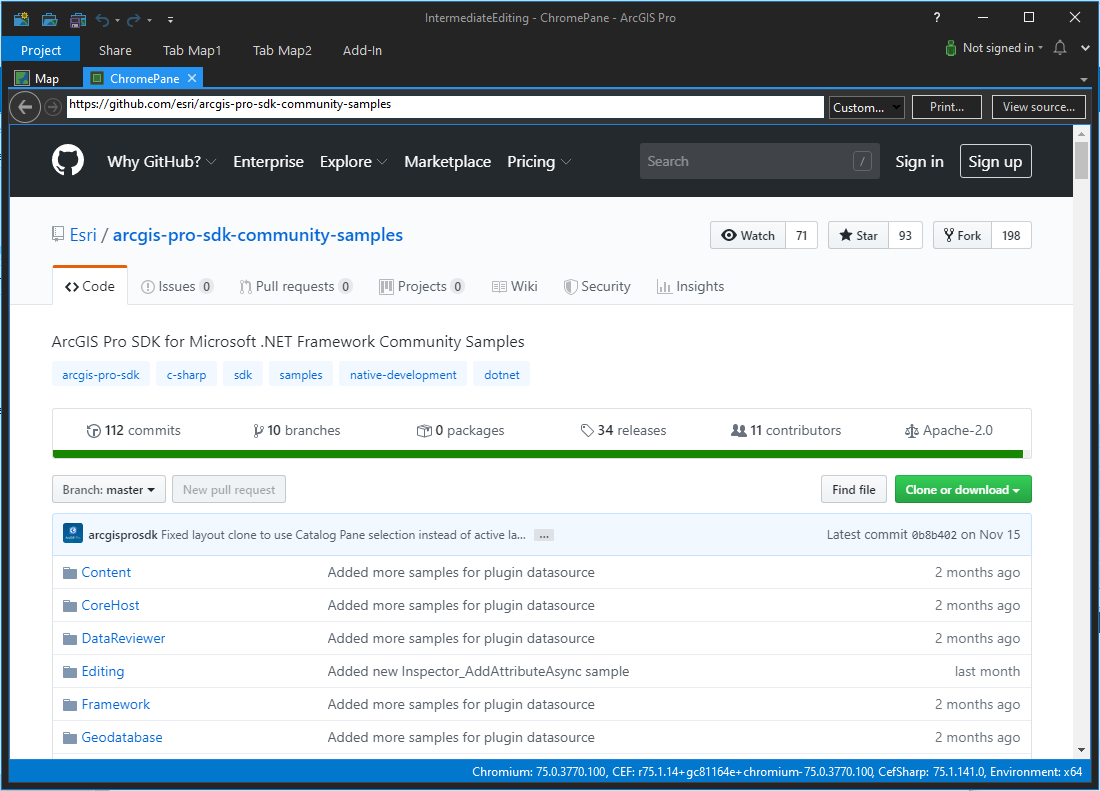 IntermediateEditing - ChromePane - ArcGIS Pro
?
Project Share Tab Map1 Tab Map2 Add-In Not signed in
Map ChromePane
https://github.com/esri/arcgis-pro-sdk-community-samples Custom... Print... View source...
Why GitHub? Enterprise Explore Marketplace Pricing Search / Sign in Sign up
Esri / arcgis-pro-sdk-community-samples Watch 71 Star 93 Fork 198
Code Issues 0 Pull requests 0 Projects 0 Wiki Security Insights
ArcGIS Pro SDK for Microsoft .NET Framework Community Samples
arcgis-pro-sdk c-sharp sdk samples native-development dotnet
112 commits 10 branches 0 packages 34 releases 11 contributors Apache-2.0
Branch: master New pull request Find file Clone or download
arcgisprosdk Fixed layout clone to use Catalog Pane selection instead of active la... ... Latest commit 0b8b402 on Nov 15
Content Added more samples for plugin datasource 2 months ago
CoreHost Added more samples for plugin datasource 2 months ago
DataReviewer Added more samples for plugin datasource 2 months ago
Editing Added new Inspector_AddAttributeAsync sample last month
Framework Added more samples for plugin datasource 2 months ago
Geodatabase Added more samples for plugin datasource 2 months ago
Chromium: 75.0.3770.100, CEF: r75.1.14+gc81164e+chromium-75.0.3770.100, CefSharp: 75.1.141.0, Environment: x64